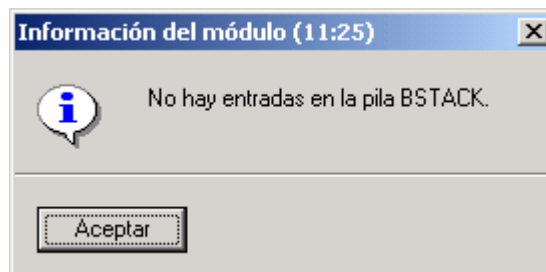 Información del módulo (11:25)
No hay entradas en la pila BSTACK.
Aceptar